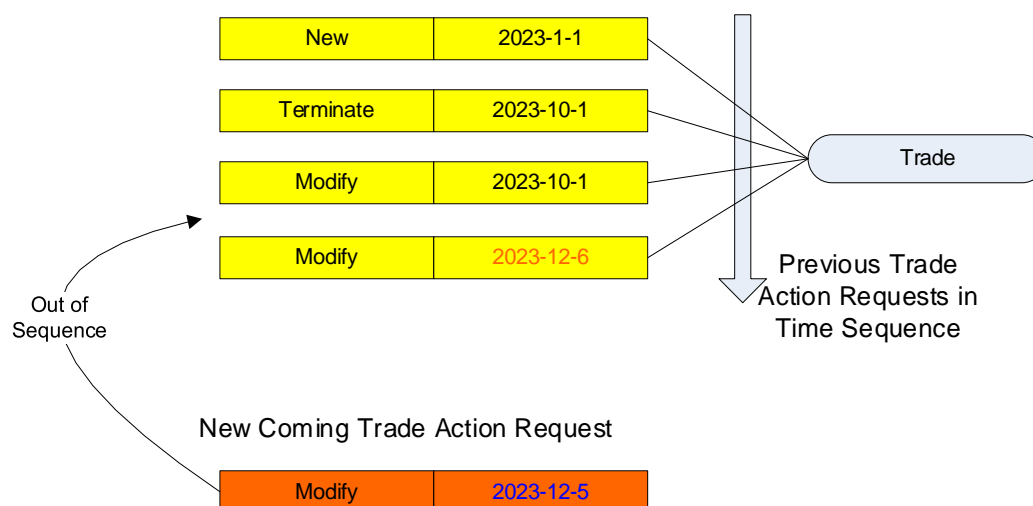 New 2023-1-1
Terminate 2023-10-1
Trade
Modify 2023-10-1
Modify 2023-12-6
Previous Trade
Action Requests in
Time Sequence
Out of
Sequence
New Coming Trade Action Request
Modify 2023-12-5